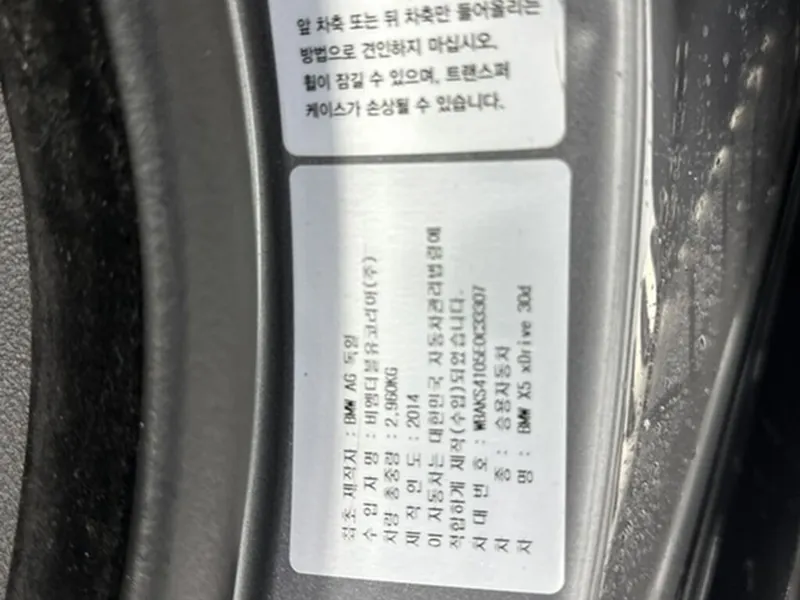 앞 차축 또는 뒤 차축만 들어올리는
방법으로 견인하지 마십시오.
휠이 잠길 수 있으며, 트랜스퍼
케이스가 손상될 수 있습니다.
최초 제작자 : BMW AG 독일
수 입 자 명 : 비엠더블유코리아(주)
차량 총중량 : 2,960KG
제 작 연 도 : 2014
이 자동차는 대한민국 자동차관리법령에
적합하게 제작(수입)되었습니다.
차 대 번 호 : WBAKS4105E0C33307
차 종 : 승용자동차
차 명 : BMW X5 xDrive 30d